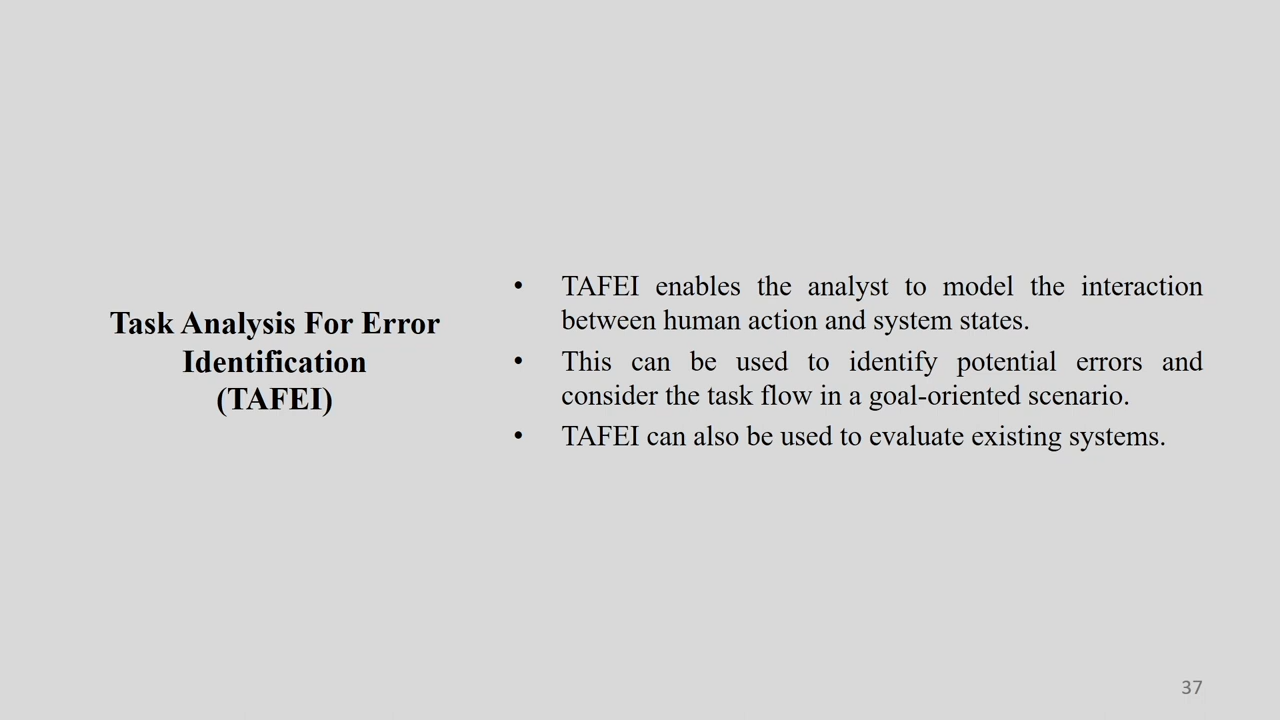 Task Analysis For Error
Identification
(TAFEI)
• TAFEI enables the analyst to model the interaction
between human action and system states.
• This can be used to identify potential errors and
consider the task flow in a goal-oriented scenario.
• TAFEI can also be used to evaluate existing systems.
37